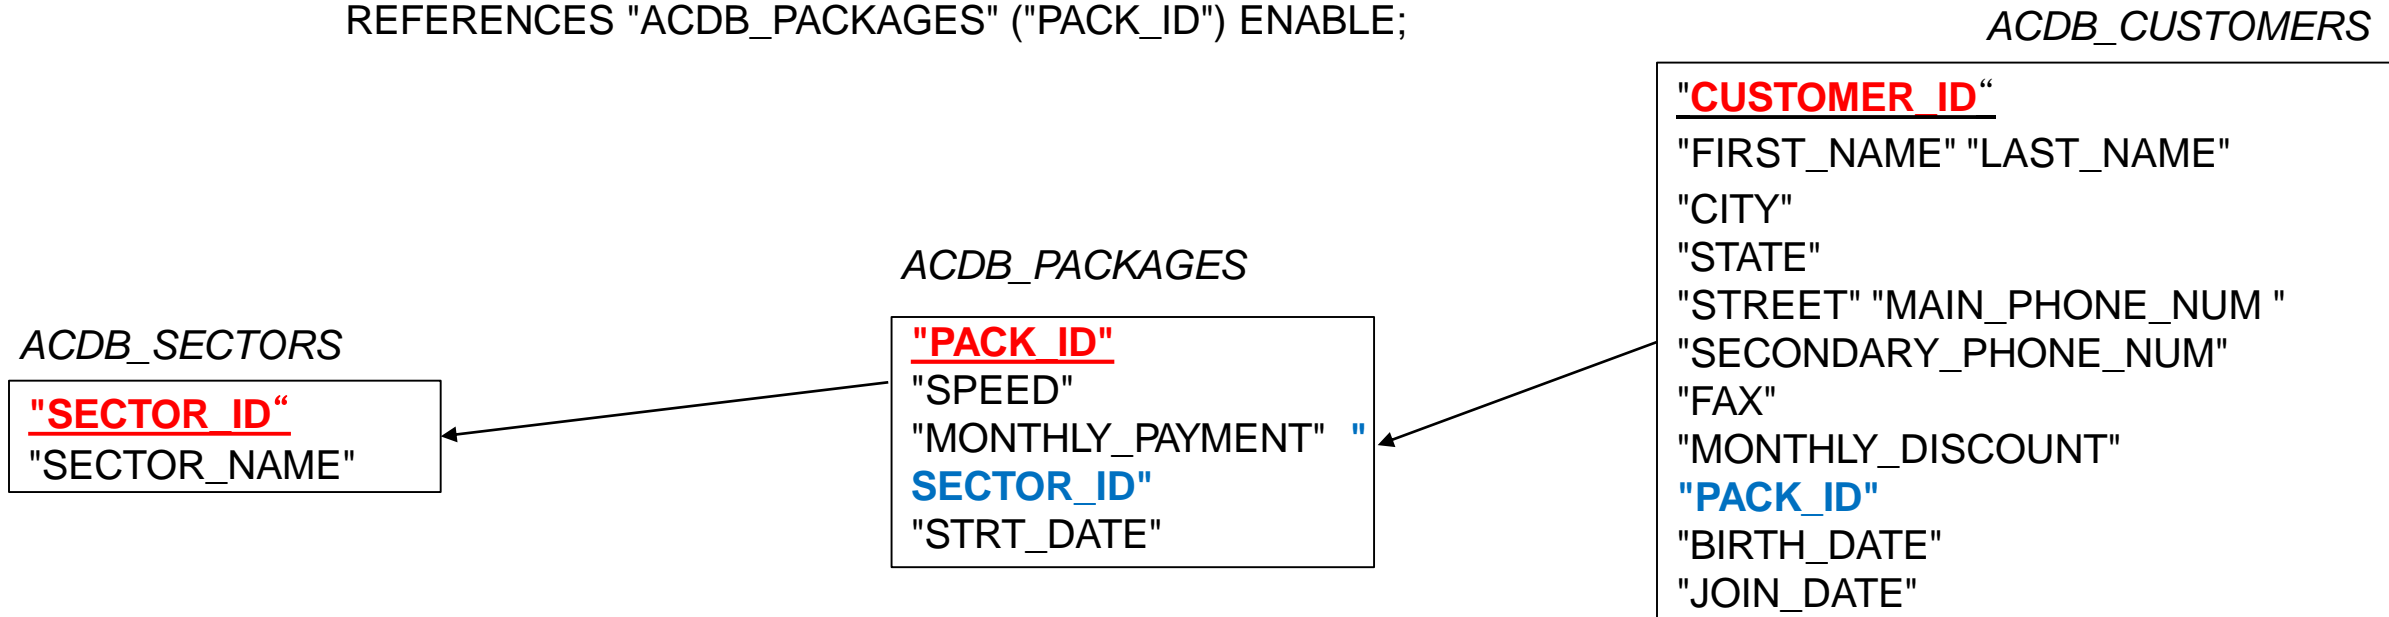 REFERENCES "ACDB_PACKAGES" ("PACK_ID") ENABLE;
ACDB_SECTORS
"SECTOR_ID“
"SECTOR_NAME"
ACDB_PACKAGES
"PACK_ID"
"SPEED"
"MONTHLY_PAYMENT" "
SECTOR_ID"
"STRT_DATE"
ACDB_CUSTOMERS
"CUSTOMER_ID“
"FIRST_NAME" "LAST_NAME"
"CITY"
"STATE"
"STREET" "MAIN_PHONE_NUM "
"SECONDARY_PHONE_NUM"
"FAX"
"MONTHLY_DISCOUNT"
"PACK_ID"
"BIRTH_DATE"
"JOIN_DATE"